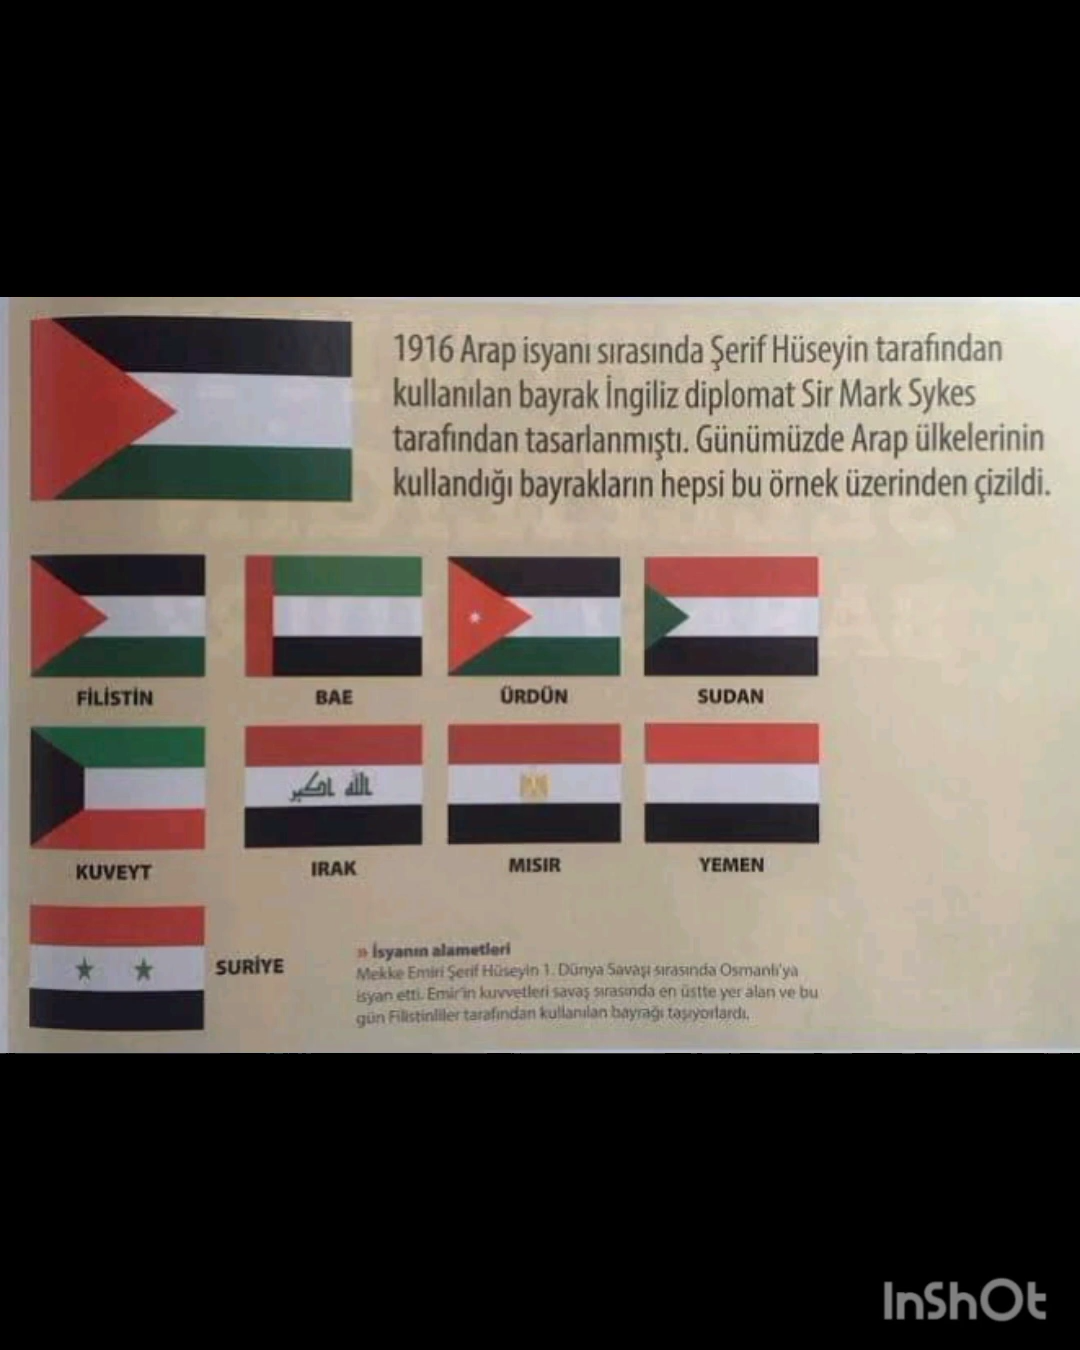 1916 Arap isyanı sırasında Şerif Hüseyin tarafından
kullanılan bayrak İngiliz diplomat Sir Mark Sykes
tarafından tasarlanmıştı. Günümüzde Arap ülkelerinin
kullandığı bayrakların hepsi bu örnek üzerinden çizildi.
FİLİSTİN
BAE
ÜRDÜN
SUDAN
الله اكبر
KUVEYT
IRAK
MISIR
YEMEN
SURİYE
» İsyanın alametleri
Mekke Emiri Şerif Hüseyin 1. Dünya Savaşı sırasında Osmanlı'ya
isyan etti. Emir'in kuvvetleri savaş sırasında en üstte yer alan ve bu
gün Filistinliler tarafından kullanılan bayrağı taşıyorlardı.
InShOt